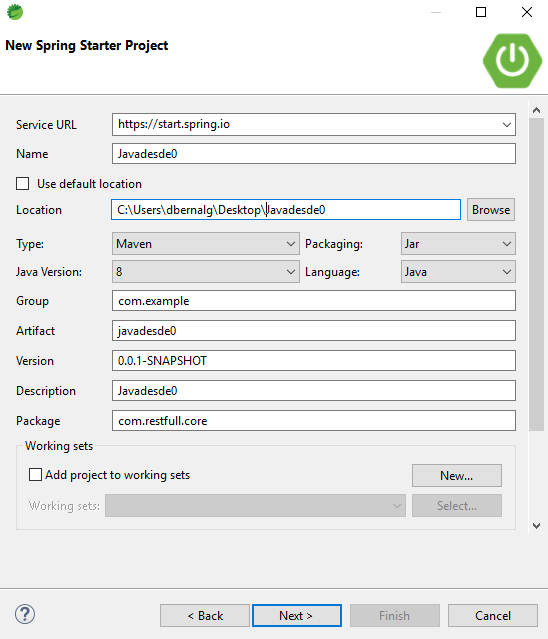 New Spring Starter Project
Service URL https://start.spring.io
Name Javadesde0
Use default location
Location C:\Users\dbernalg\Desktop\Javadesde0 Browse
Type: Maven Packaging: Jar
Java Version: 8 Language: Java
Group com.example
Artifact javadesde0
Version 0.0.1-SNAPSHOT
Description Javadesde0
Package com.restfull.core
Working sets
Add project to working sets New...
Working sets: Select...
? < Back Next > Finish Cancel